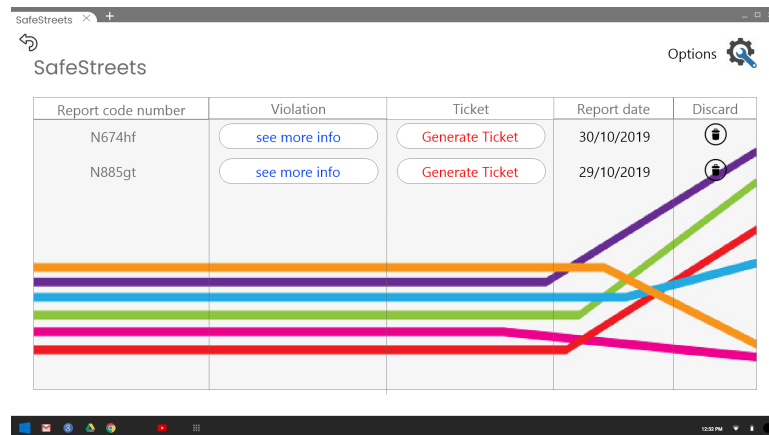 SafeStreets
Options
SafeStreets
Report code number Violation Ticket Report date Discard
N674hf see more info Generate Ticket 30/10/2019
N885gt see more info Generate Ticket 29/10/2019
12:32 PM